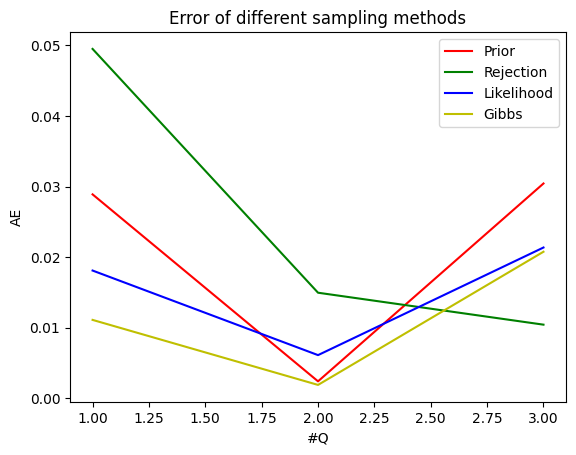 Error of different sampling methods
Prior
Rejection
Likelihood
Gibbs
0.05
0.04
0.03
0.02
0.01
0.00
AE
1.00 1.25 1.50 1.75 2.00 2.25 2.50 2.75 3.00
#Q